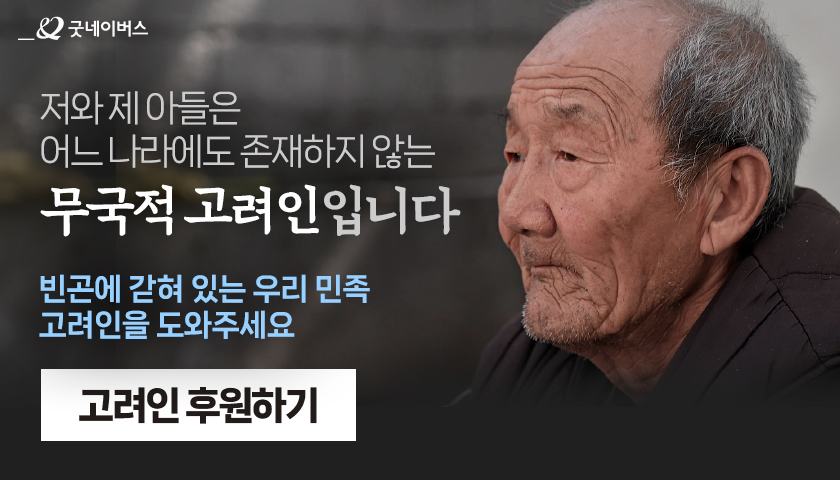 굿네이버스
저와 제 아들은
어느 나라에도 존재하지 않는
무국적 고려인입니다
빈곤에 갇혀 있는 우리 민족
고려인을 도와주세요
고려인 후원하기